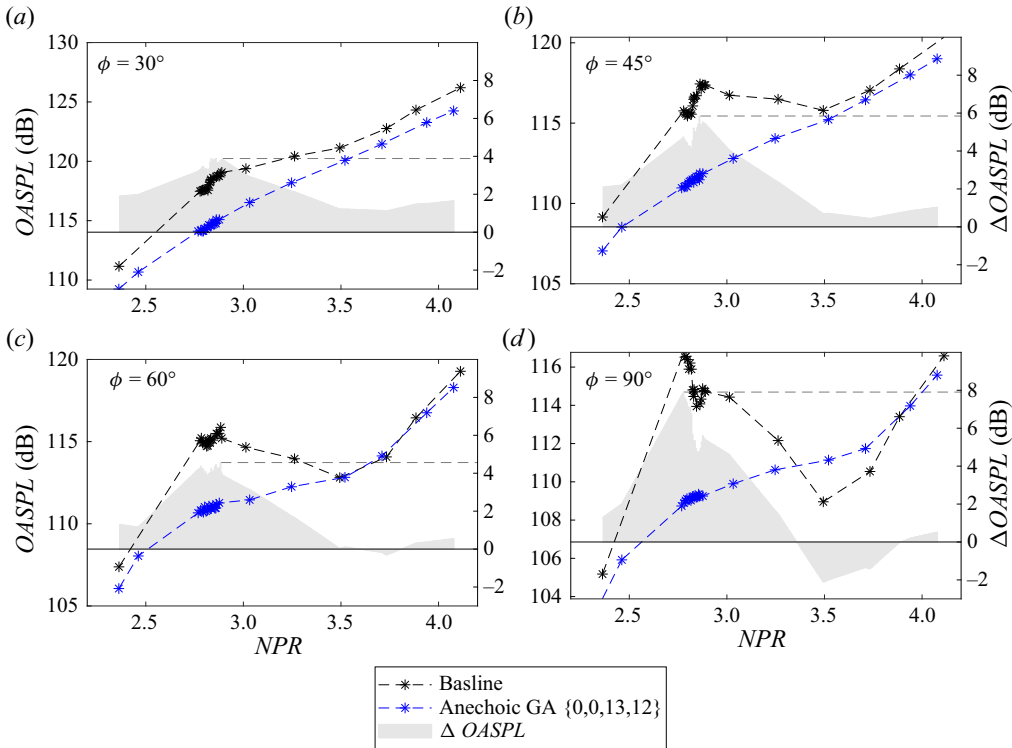 (a)
130
125
120
115
110
OASPL (dB)
ϕ = 30°
8
6
4
2
0
−2
2.5 3.0 3.5 4.0
(b)
120
115
110
105
ϕ = 45°
8
6
4
2
0
−2
ΔOASPL (dB)
2.5 3.0 3.5 4.0
(c)
120
115
110
105
OASPL (dB)
ϕ = 60°
8
6
4
2
0
−2
2.5 3.0 3.5 4.0
NPR
(d)
116
114
112
110
108
106
104
ϕ = 90°
8
6
4
2
0
−2
ΔOASPL (dB)
2.5 3.0 3.5 4.0
NPR
Basline
Anechoic GA {0,0,13,12}
Δ OASPL